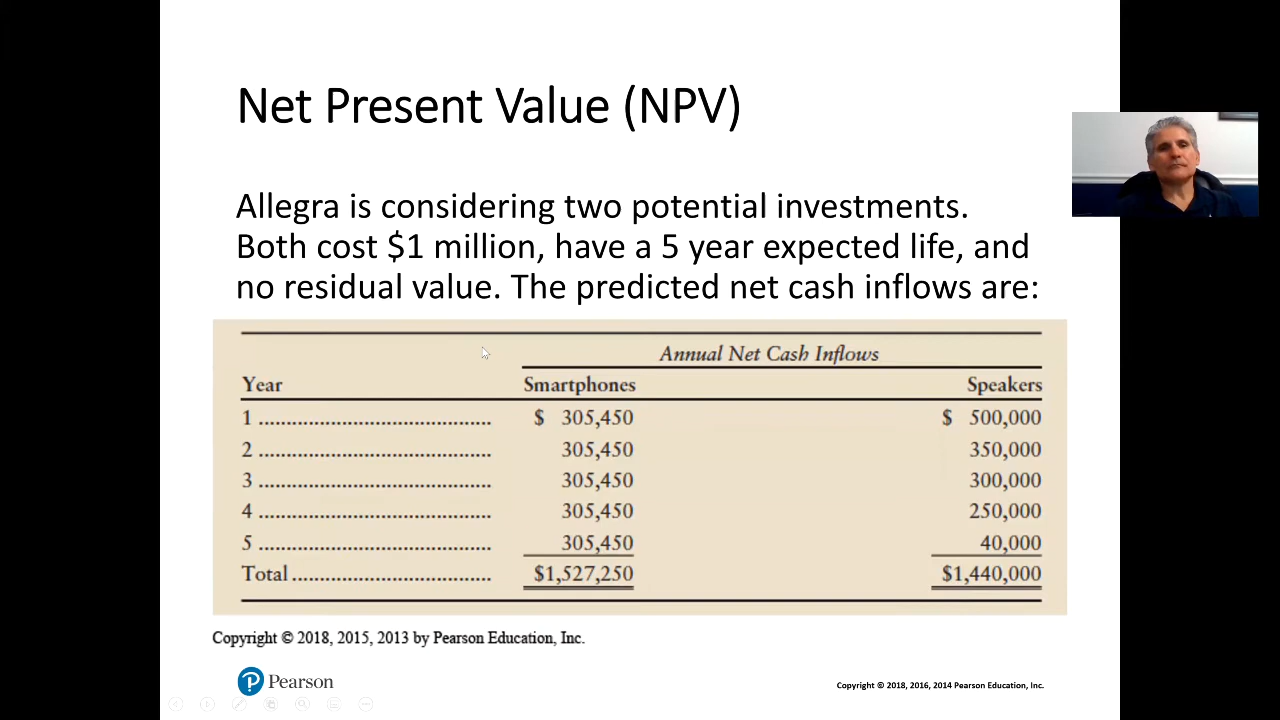 Net Present Value (NPV)
Allegra is considering two potential investments.
Both cost $1 million, have a 5 year expected life, and
no residual value. The predicted net cash inflows are:
Annual Net Cash Inflows
Year Smartphones Speakers
1 .......................................... $ 305,450 $ 500,000
2 .......................................... 305,450 350,000
3 .......................................... 305,450 300,000
4 .......................................... 305,450 250,000
5 .......................................... 305,450 40,000
Total .................................... $1,527,250 $1,440,000
Copyright © 2018, 2015, 2013 by Pearson Education, Inc.
P Pearson
Copyright © 2018, 2016, 2014 Pearson Education, Inc.